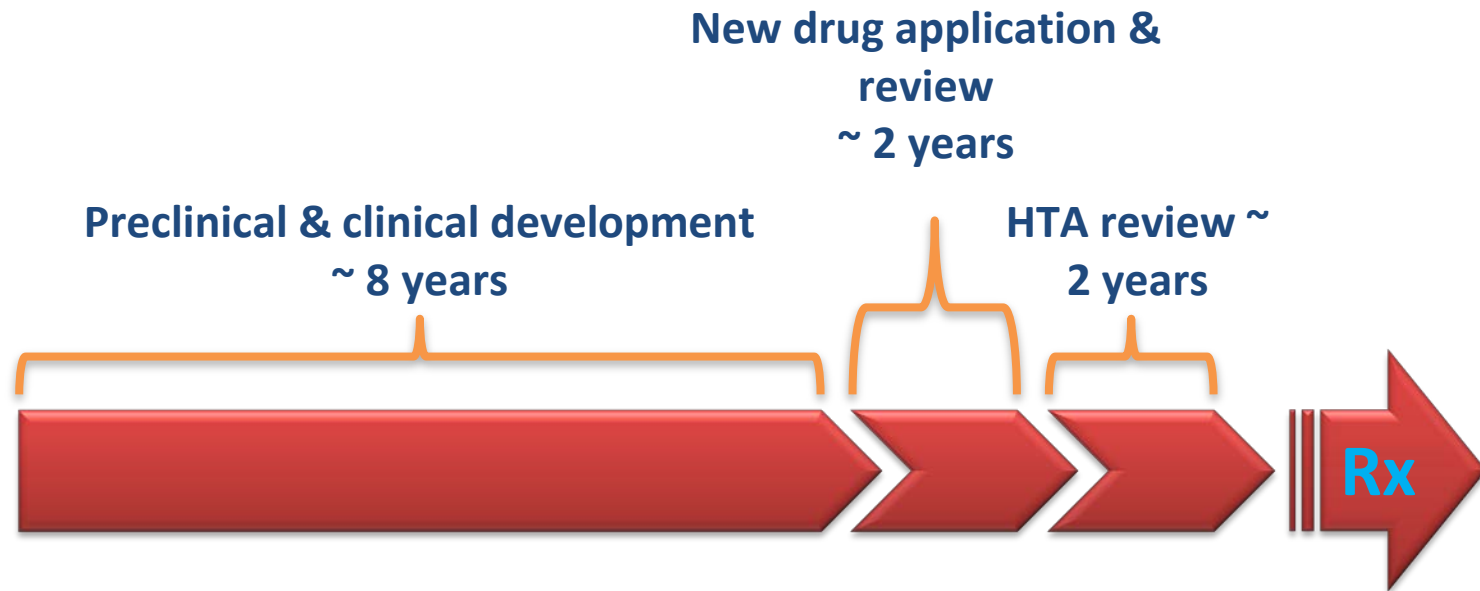 New drug application &
review
~ 2 years
Preclinical & clinical development
~ 8 years
HTA review ~
2 years
Rx